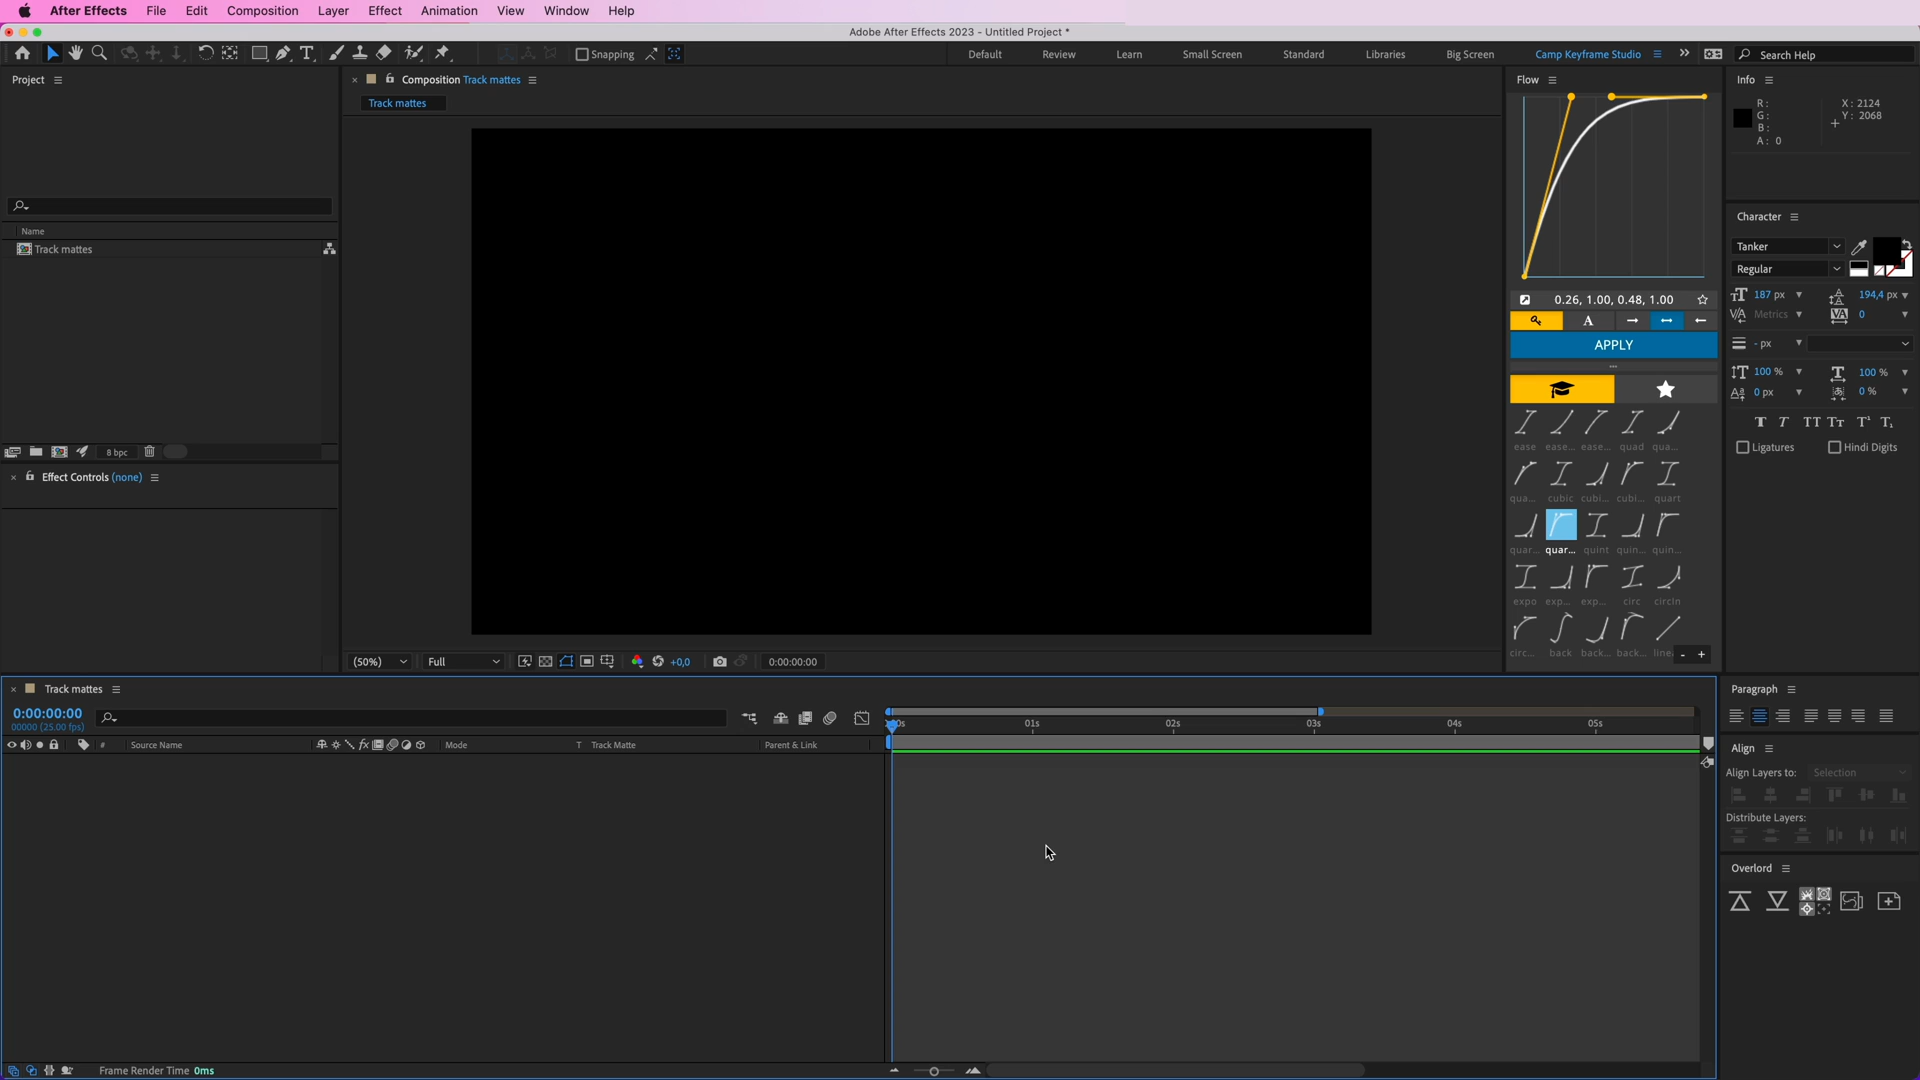 After Effects File Edit Composition Layer Effect Animation View Window Help
Adobe After Effects 2023 - Untitled Project *
Snapping Default Review Learn Small Screen Standard Libraries Big Screen Camp Keyframe Studio Search Help
Project
Composition Track mattes
Track mattes
Name
Track mattes
8 bpc
Effect Controls (none)
(50%) Full +0,0 0:00:00:00
Flow
0.26, 1.00, 0.48, 1.00
A
APPLY
ease ease... ease... quad qua...
qua... cubic cubi... cubi... quart
quar... quar... quint quin... quin...
expo exp... exp... circ circIn
circ... back back... back... line
- +
Info
R: X: 2124
G: Y: 2068
B:
A: 0
Character
Tanker
Regular
187 px 194,4 px
Metrics 0
- px
100 % 100 %
0 px 0 %
Ligatures Hindi Digits
Track mattes
0:00:00:00
00000 (25.00 fps)
# Source Name Mode T Track Matte Parent & Link
0s 01s 02s 03s 04s 05s
Frame Render Time 0ms
Paragraph
Align
Align Layers to: Selection
Distribute Layers:
Overlord